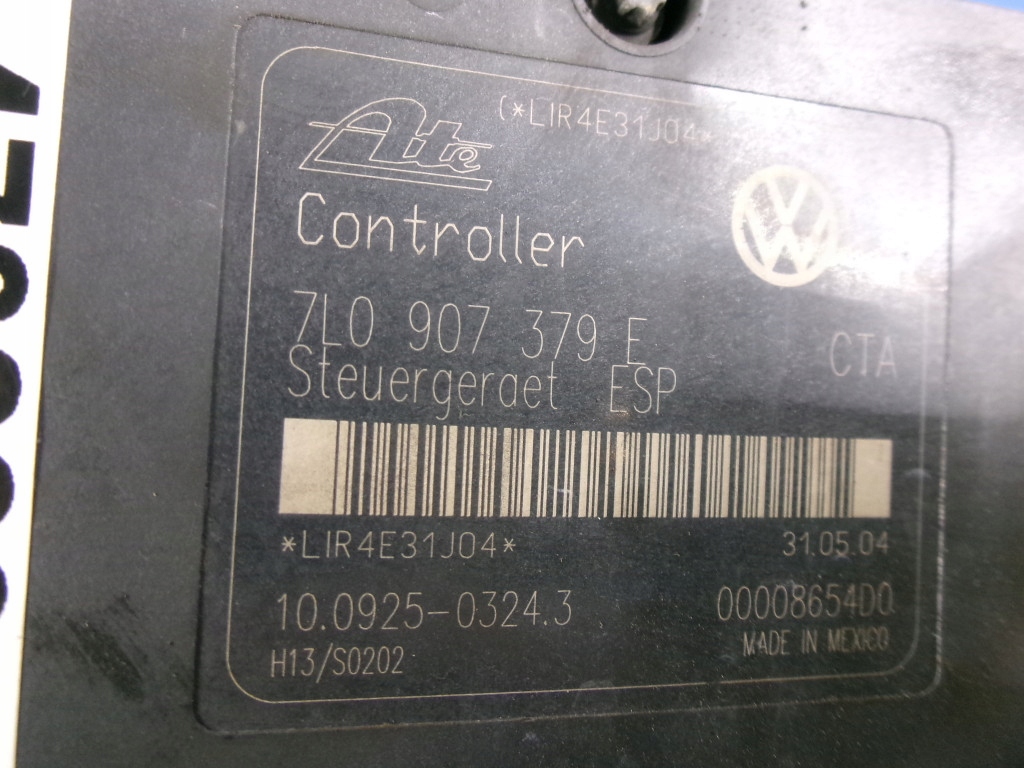 Ate
(*LIR4E31J04*
Controller
7L0 907 379 E
CTA
Steuergeraet ESP
*LIR4E31J04*
31.05.04
10.0925-0324.3
00008654D0
H13/S0202
MADE IN MEXICO